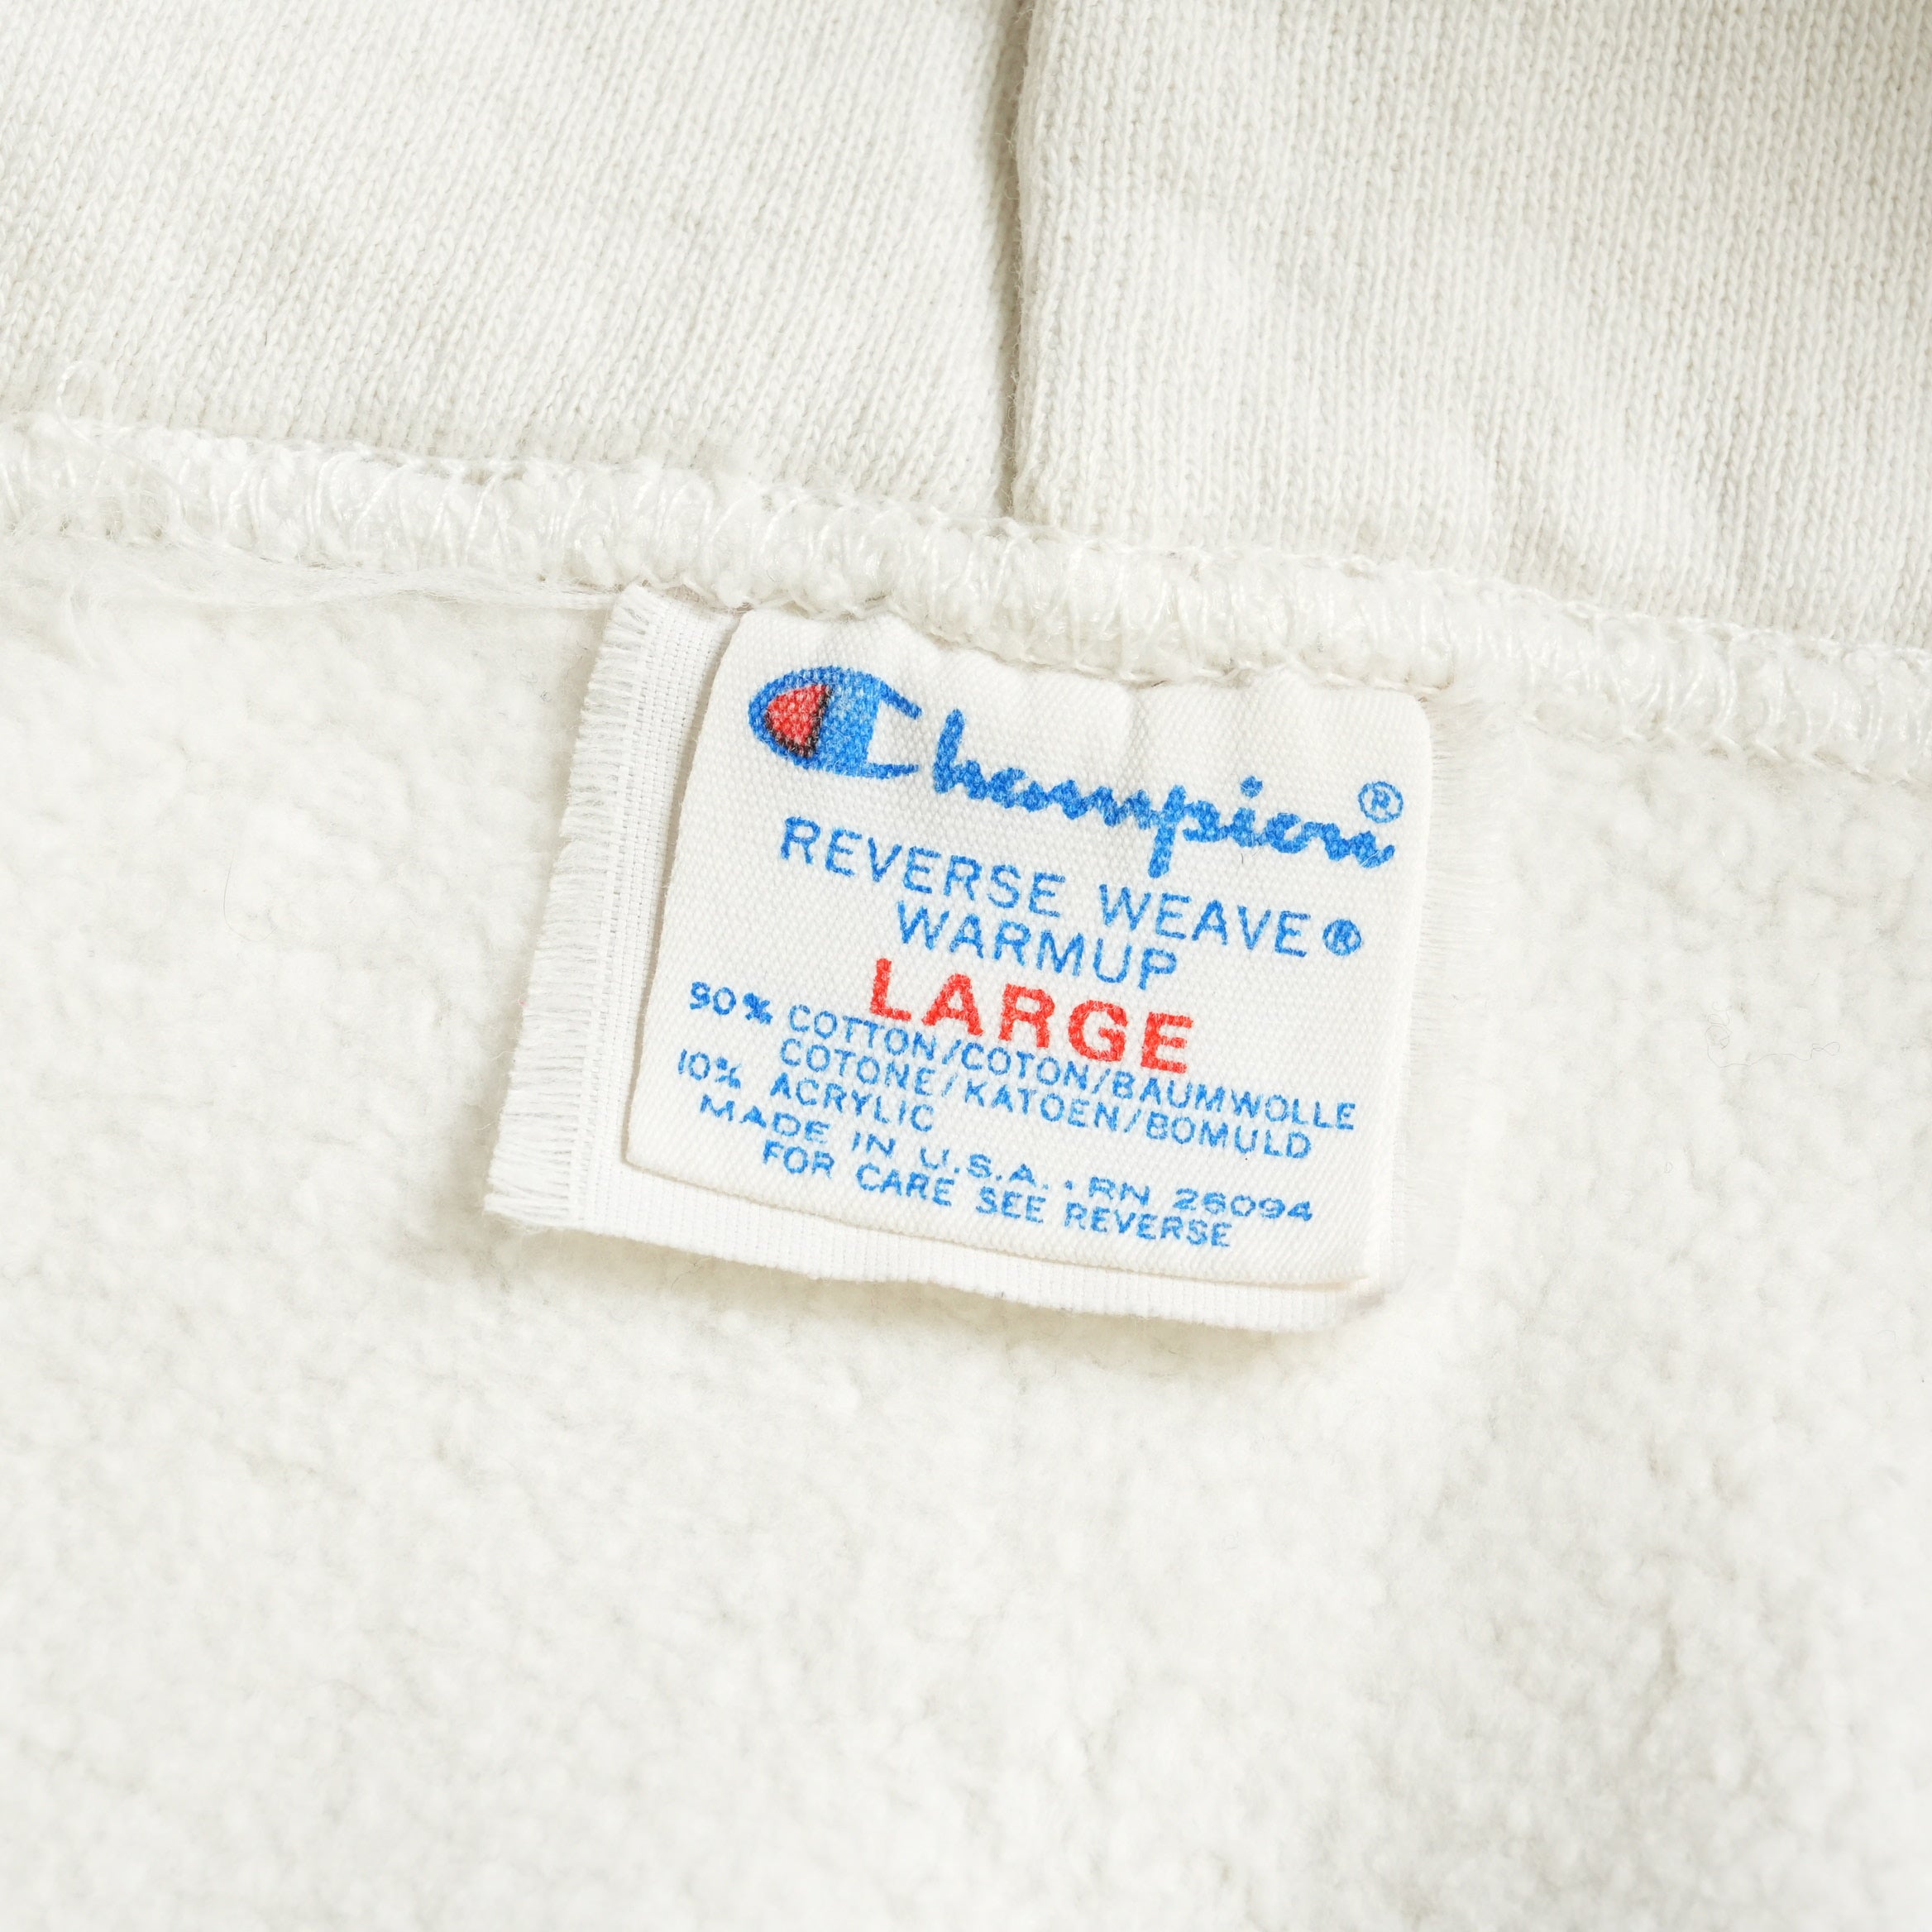 Champion®
REVERSE WEAVE®
WARMUP
LARGE
90% COTTON/COTON/BAUMWOLLE
COTONE/KATOEN/BOMULD
10% ACRYLIC
MADE IN U.S.A. • RN 26094
FOR CARE SEE REVERSE